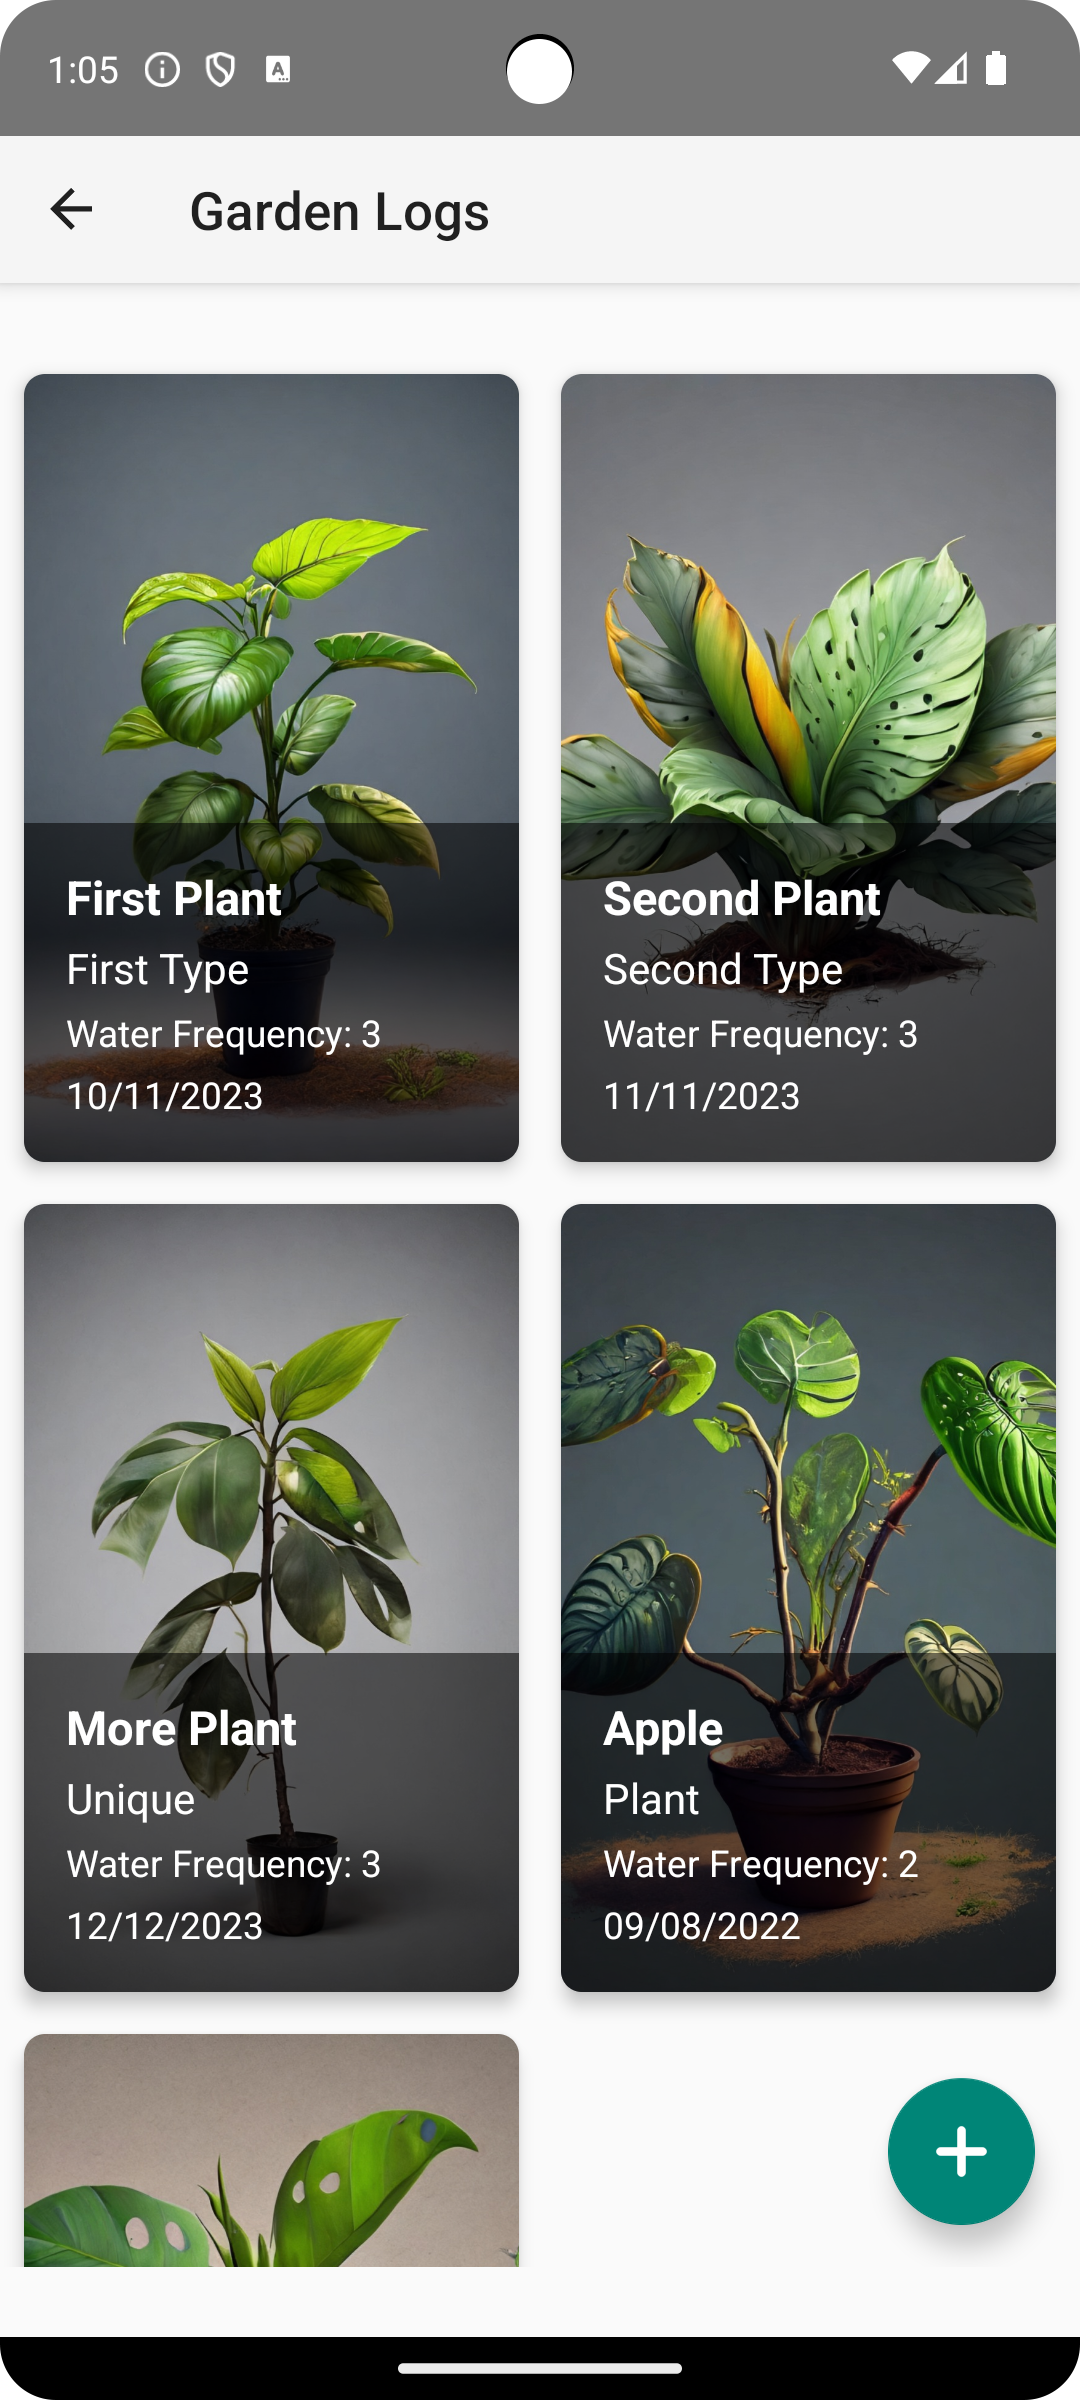 1:05
Garden Logs
First Plant
First Type
Water Frequency: 3
10/11/2023
Second Plant
Second Type
Water Frequency: 3
11/11/2023
More Plant
Unique
Water Frequency: 3
12/12/2023
Apple
Plant
Water Frequency: 2
09/08/2022